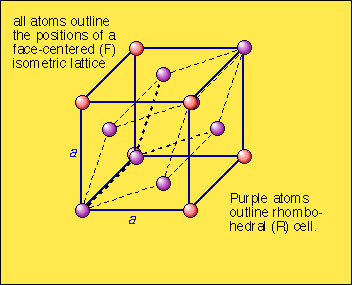 all atoms outline
the positions of a
face-centered (F)
isometric lattice
a
a
Purple atoms
outline rhombo-
hedral (R) cell.